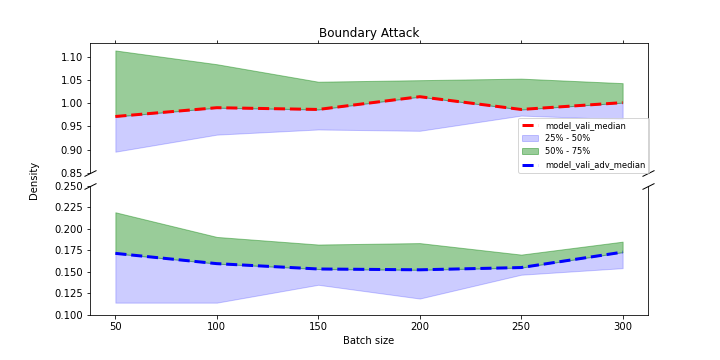 Boundary Attack
1.10
1.05
1.00
0.95
0.90
0.85
model_vali_median
25% - 50%
50% - 75%
model_vali_adv_median
Density
0.250
0.225
0.200
0.175
0.150
0.125
0.100
50 100 150 200 250 300
Batch size